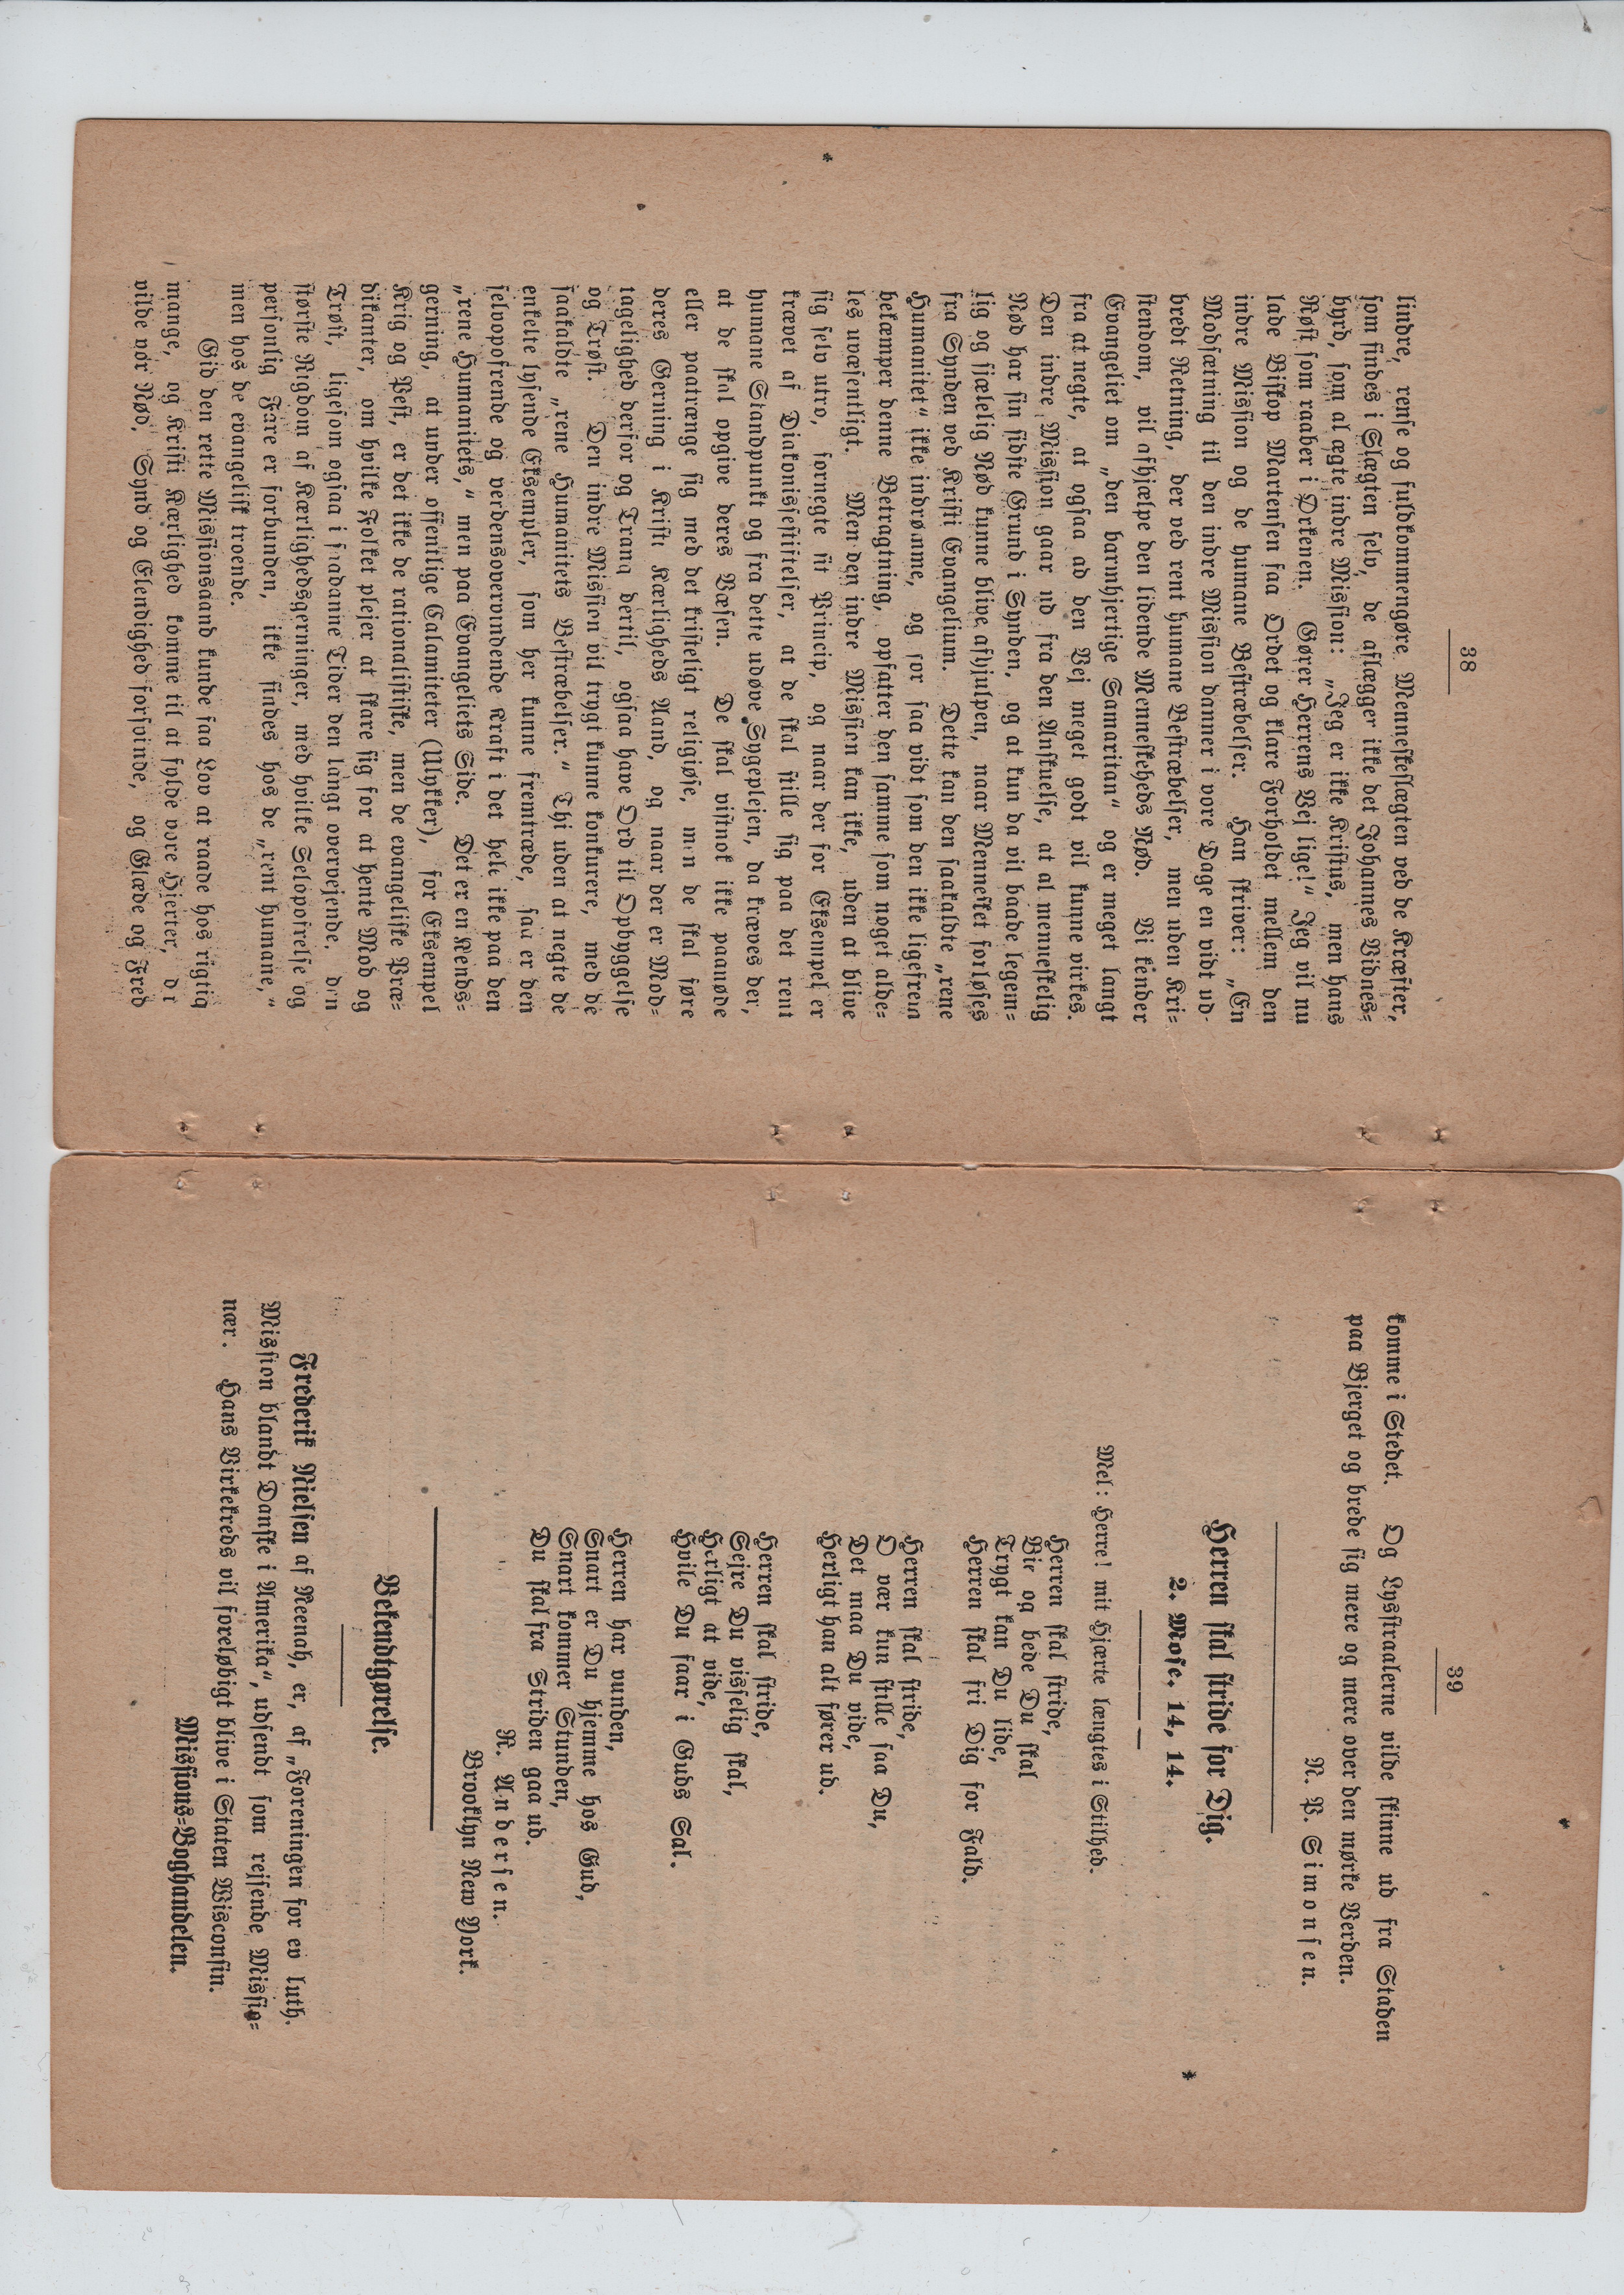 38
lindre, rense og fuldkommengøre Menneskeslægten ved de Kræfter,
som findes i Slægten selv, de aflægger ikke det Johannes Vidnes=
byrd, som al ægte indre Mission: „Jeg er ikke Kristus, men hans
Røst som raaber i Ørkenen. Gører Herrens Vej lige!“ Jeg vil nu
lade Biskop Martensen faa Ordet og klare Forholdet mellem den
indre Mission og de humane Bestræbelser. Han skriver: „En
Modsætning til den indre Mission danner i vore Dage en vidt ud=
bredt Retning, der ved rent humane Bestræbelser, men uden Kri=
stendom, vil afhjælpe den lidende Menneskeheds Nød. Vi kender
Evangeliet om „den barmhjertige Samaritan“ og er meget langt
fra at negte, at ogsaa ad den Vej meget godt vil kunne virkes.
Den indre Mission gaar ud fra den Anskuelse, at al menneskelig
Nød har sin sidste Grund i Synden, og at kun da vil baade legem=
lig og sjælelig Nød kunne blive afhjulpen, naar Mennesket forløses
fra Synden ved Kristi Evangelium. Dette kan den saakaldte „rene
Humanitet“ ikke indrømme, og for saa vidt som den ikke ligefrem
bekæmper denne Betragtning, opfatter den samme som noget alde=
les uvæsentligt. Men den indre Mission kan ikke, uden at blive
sig selv utro, fornegte sit Princip, og naar der for Eksempel er
krævet af Diakonissestiftelser, at de skal stille sig paa det rent
humane Standpunkt og fra dette udøve Sygeplejen, da kræves der,
at de skal opgive deres Væsen. De skal vistnok ikke paanøde
eller paatrænge sig med det kristeligt religiøse, men de skal føre
deres Gerning i Kristi Kærligheds Aand, og naar der er Mod=
tagelighed derfor og Trang dertil, ogsaa have Ord til Opbyggelse
og Trøst. Den indre Mission vil trygt kunne konkurere, med de
saakaldte „rene Humanitets Bestræbelser.“ Thi uden at negte de
enkelte lysende Eksempler, som her kunne fremtræde, saa er den
selvopofrende og verdensovervindende Kraft i det hele ikke paa den
„rene Humanitets,“ men paa Evangeliets Side. Det er en Kends=
gerning, at under offentlige Calamiteter (Ulykker), for Eksempel
Krig og Pest, er det ikke de rationalistiske, men de evangeliske Præ=
dikanter, om hvilke Folket plejer at skare sig for at hente Mod og
Trøst, ligesom ogsaa i saadanne Tider den langt overvejende, den
største Rigdom af Kærlighedsgerninger, med hvilke Selvopofrelse og
personlig Fare er forbunden, ikke findes hos de „rent humane,“
men hos de evangelisk troende.
Gid den rette Missionsaand kunde faa Lov at raade hos rigtig
mange, og Kristi Kærlighed komme til at fylde vore Hjerter, da
vilde vor Nød, Synd og Elendighed forsvinde, og Glæde og Fred
39
komme i Stedet. Og Lysstraalerne vilde skinne ud fra Staden
paa Bjerget og brede sig mere og mere over den mørke Verden.
N. P. Simonsen.
Herren skal stride for Dig.
2. Mose. 14, 14.
Mel: Herre! mit Hjærte længtes i Stilhed.
Herren skal stride,
Bie og bede Du skal
Trygt kan Du lide,
Herren skal fri Dig for Fald.
Herren skal stride,
O vær kun stille saa Du,
Det maa Du vide,
Herligt han alt fører ud.
Herren skal stride,
Sejre Du visselig skal,
Herligt at vide,
Hvile Du faar i Guds Sal.
Herren har vunden,
Snart er Du hjemme hos Gud,
Snart kommer Stunden,
Du skal fra Striden gaa ud.
R. Andersen.
Brooklyn New York.
Bekendtgørelse.
Frederik Nielsen af Neenah, er, af „Foreningen for ev luth.
Mission blandt Danske i Amerika“, udsendt som rejsende Missio=
nær. Hans Virkekreds vil foreløbigt blive i Staten Wisconsin.
Missions=Boghandelen.